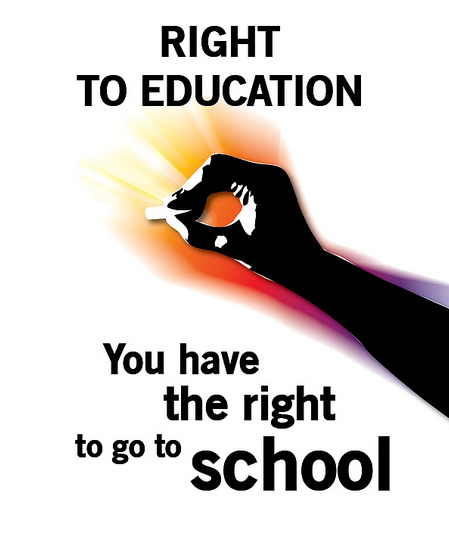 RIGHT
TO EDUCATION
You have
the right
to go to school